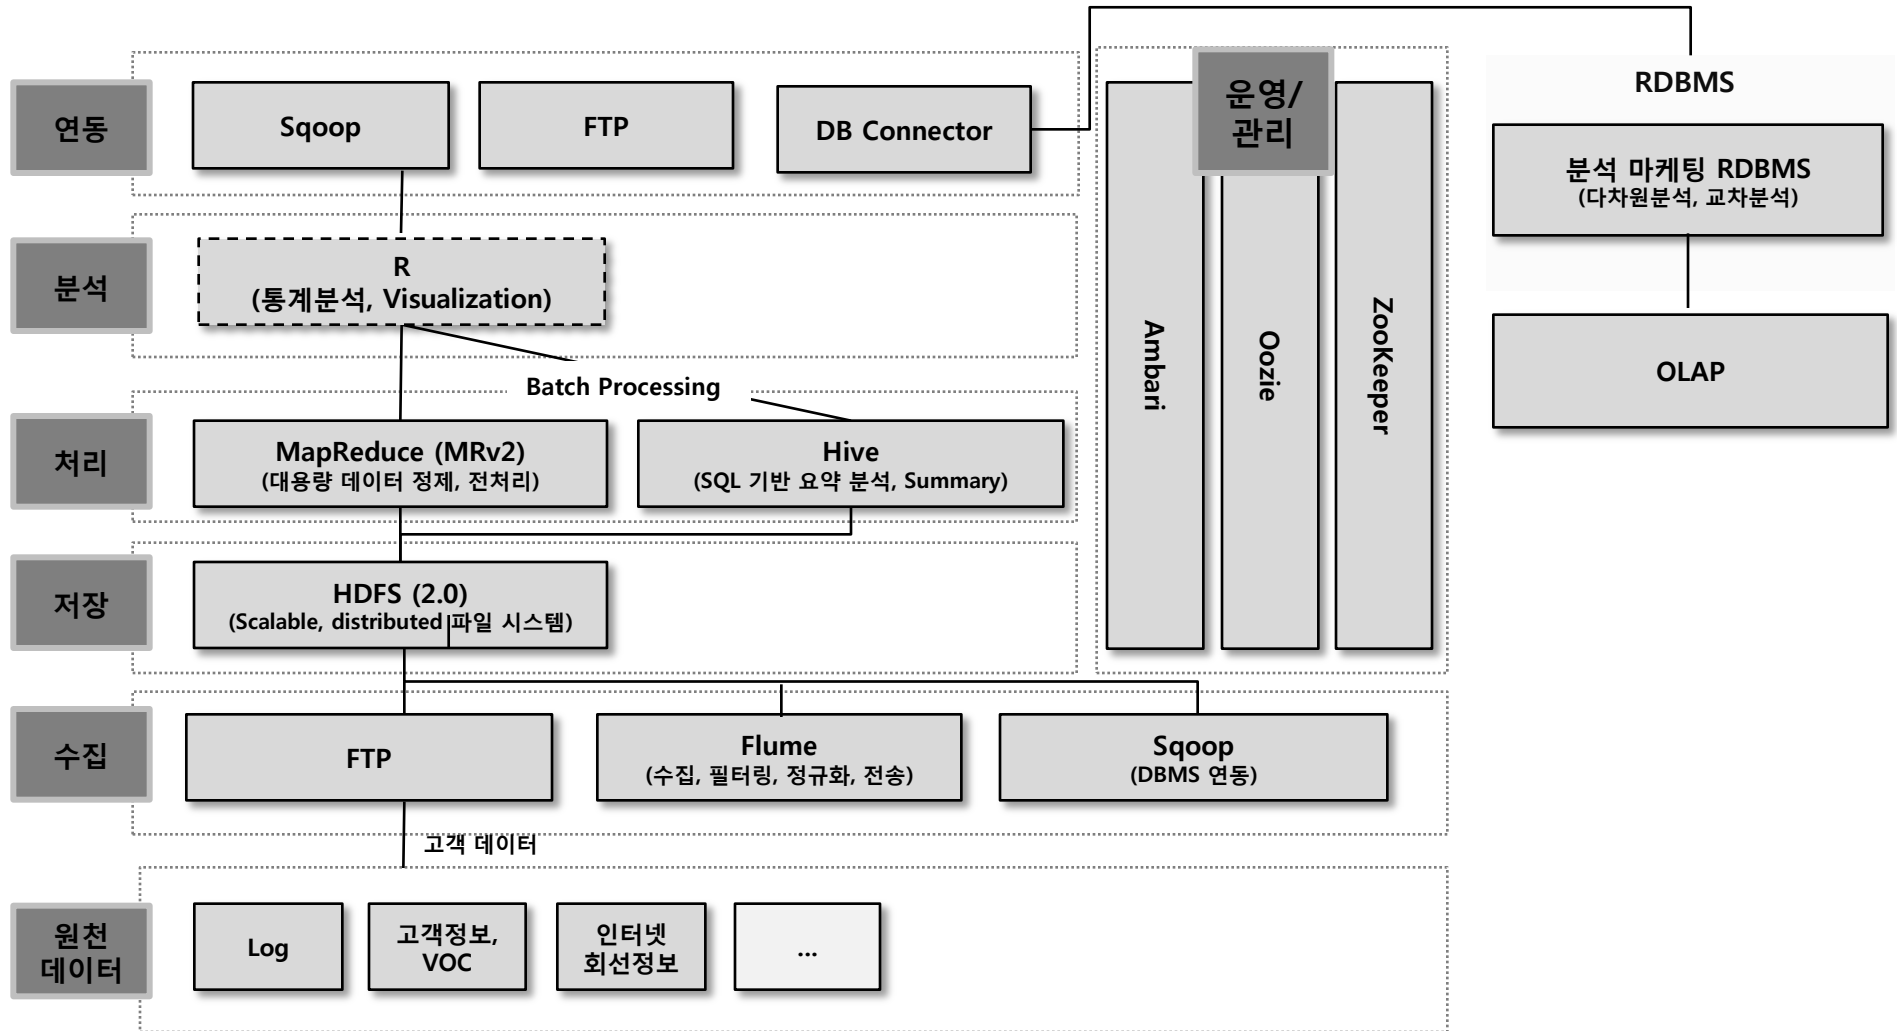 연동
Sqoop
FTP
DB Connector
운영/
관리
RDBMS
분석 마케팅 RDBMS
(다차원분석, 교차분석)
분석
R
(통계분석, Visualization)
Ambari
Oozie
ZooKeeper
OLAP
Batch Processing
처리
MapReduce (MRv2)
(대용량 데이터 정제, 전처리)
Hive
(SQL 기반 요약 분석, Summary)
저장
HDFS (2.0)
(Scalable, distributed 파일 시스템)
수집
FTP
Flume
(수집, 필터링, 정규화, 전송)
Sqoop
(DBMS 연동)
고객 데이터
원천
데이터
Log
고객정보,
VOC
인터넷
회선정보
...